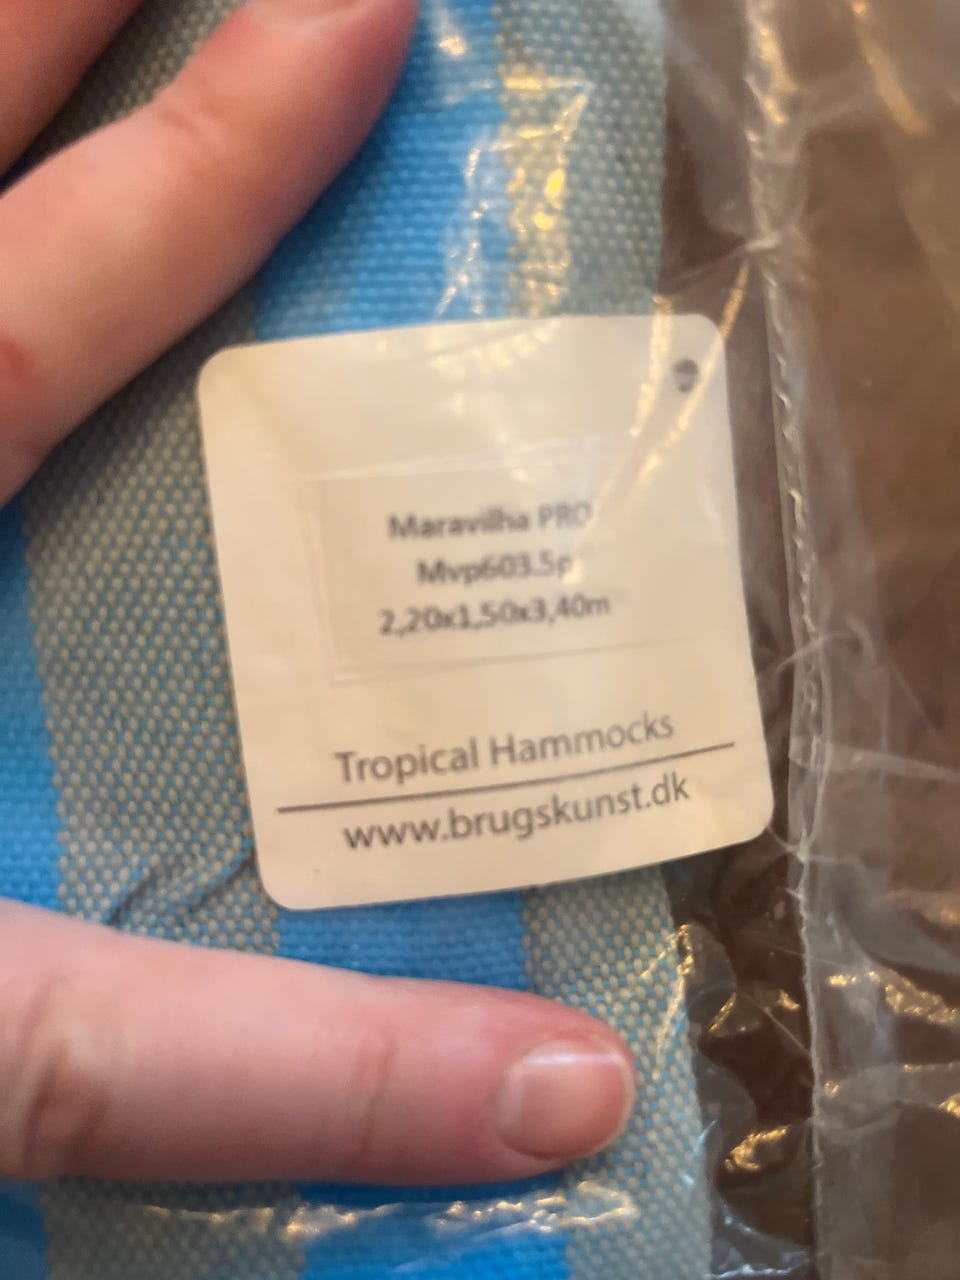 Maravilha PRO
Mvp603.5p
2,20x1,50x3,40m
Tropical Hammocks
www.brugskunst.dk